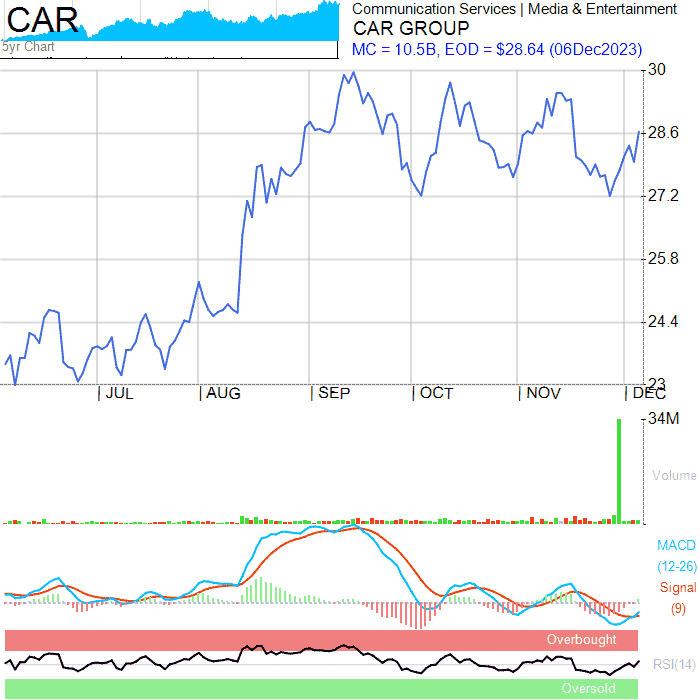 CAR
5yr Chart
Communication Services | Media & Entertainment
CAR GROUP
MC = 10.5B, EOD = $28.64 (06Dec2023)
30
28.6
27.2
25.8
24.4
23
| JUL | AUG | SEP | OCT | NOV | DEC
34M
Volume
MACD
(12-26)
Signal
(9)
Overbought
RSI(14)
Oversold